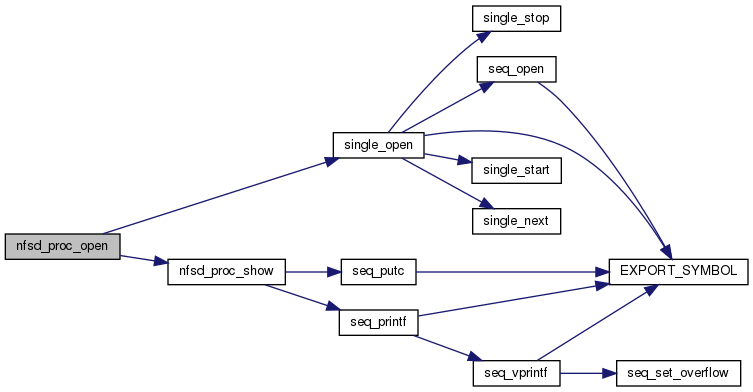 single_stop
seq_open
single_open
single_start
single_next
nfsd_proc_open
nfsd_proc_show
seq_putc
EXPORT_SYMBOL
seq_printf
seq_vprintf
seq_set_overflow